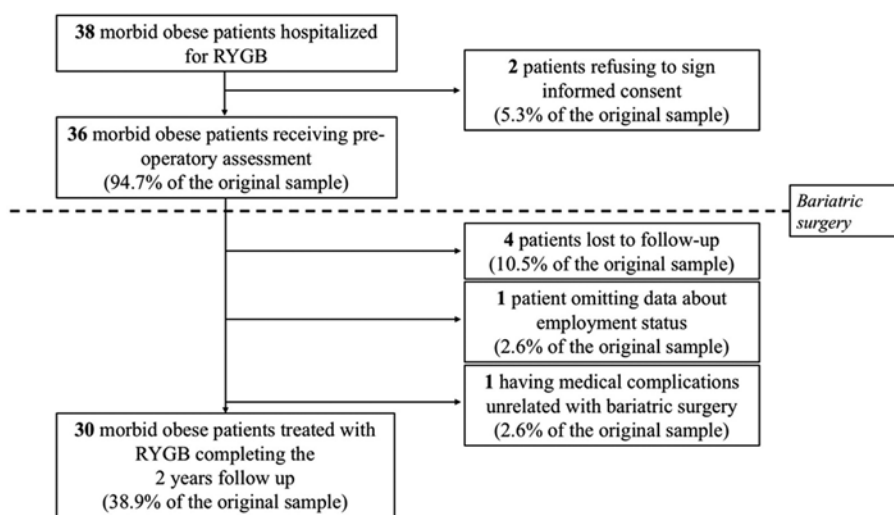 38 morbid obese patients hospitalized
for RYGB
2 patients refusing to sign
informed consent
(5.3% of the original sample)
36 morbid obese patients receiving pre-
operatory assessment
(94.7% of the original sample)
Bariatric
surgery
4 patients lost to follow-up
(10.5% of the original sample)
1 patient omitting data about
employment status
(2.6% of the original sample)
1 having medical complications
unrelated with bariatric surgery
(2.6% of the original sample)
30 morbid obese patients treated with
RYGB completing the
2 years follow up
(38.9% of the original sample)